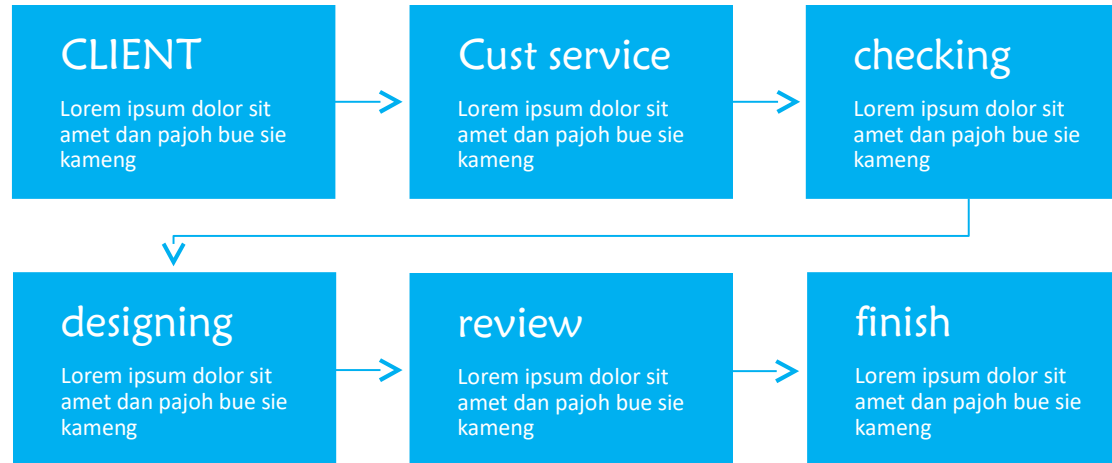 CLIENT
Lorem ipsum dolor sit
amet dan pajoh bue sie
kameng
Cust service
Lorem ipsum dolor sit
amet dan pajoh bue sie
kameng
checking
Lorem ipsum dolor sit
amet dan pajoh bue sie
kameng
designing
Lorem ipsum dolor sit
amet dan pajoh bue sie
kameng
review
Lorem ipsum dolor sit
amet dan pajoh bue sie
kameng
finish
Lorem ipsum dolor sit
amet dan pajoh bue sie
kameng